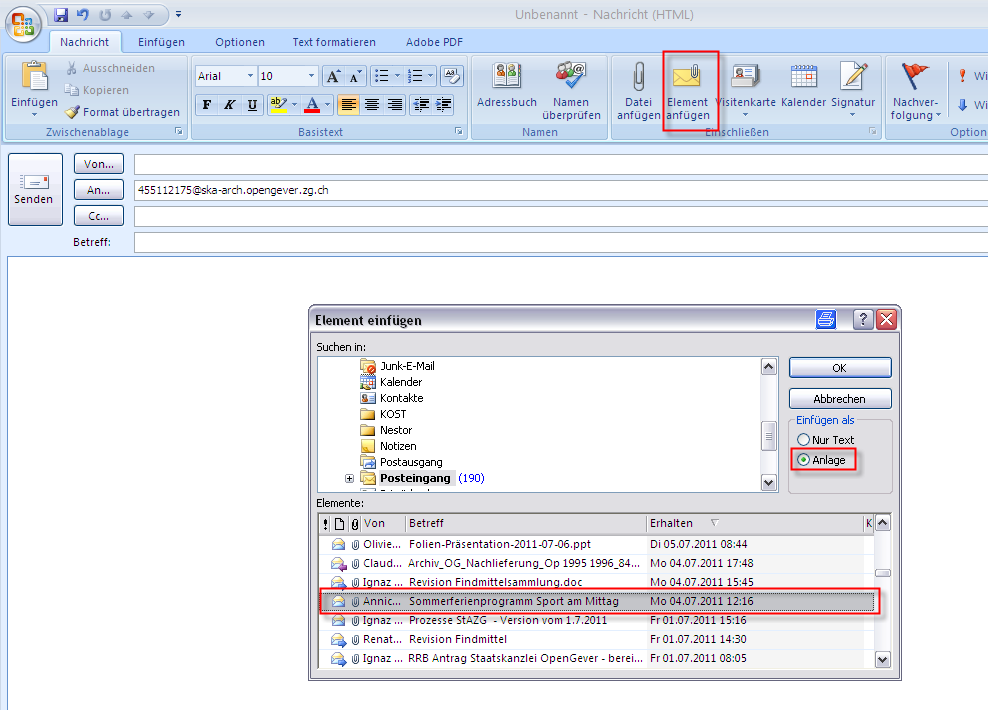 Unbenannt - Nachricht (HTML)
Nachricht Einfügen Optionen Text formatieren Adobe PDF
Einfügen
Ausschneiden
Kopieren
Format übertragen
Zwischenablage
Arial 10
F K U
Basistext
Adressbuch
Namen überprüfen
Namen
Datei anfügen
Element anfügen
Visitenkarte
Kalender
Signatur
Einschließen
Nachver-
folgung
Wi
Wi
Option
Senden
Von...
An... 455112175@ska-arch.opengever.zg.ch
Cc...
Betreff:
Element einfügen
Suchen in:
Junk-E-Mail
Kalender
Kontakte
KOST
Nestor
Notizen
Postausgang
Posteingang (190)
OK
Abbrechen
Einfügen als
Nur Text
Anlage
Elemente:
! Von Betreff Erhalten K
Olivie... Folien-Präsentation-2011-07-06.ppt Di 05.07.2011 08:44
Claud... Archiv_OG_Nachlieferung_Op 1995 1996_84... Mo 04.07.2011 17:48
Ignaz ... Revision Findmittelsammlung.doc Mo 04.07.2011 15:45
Annic... Sommerferienprogramm Sport am Mittag Mo 04.07.2011 12:16
Ignaz ... Prozesse StAZG - Version vom 1.7.2011 Fr 01.07.2011 15:16
Renat... Revision Findmittel Fr 01.07.2011 14:30
Ignaz ... RRB Antrag Staatskanzlei OpenGever - berei... Fr 01.07.2011 08:05